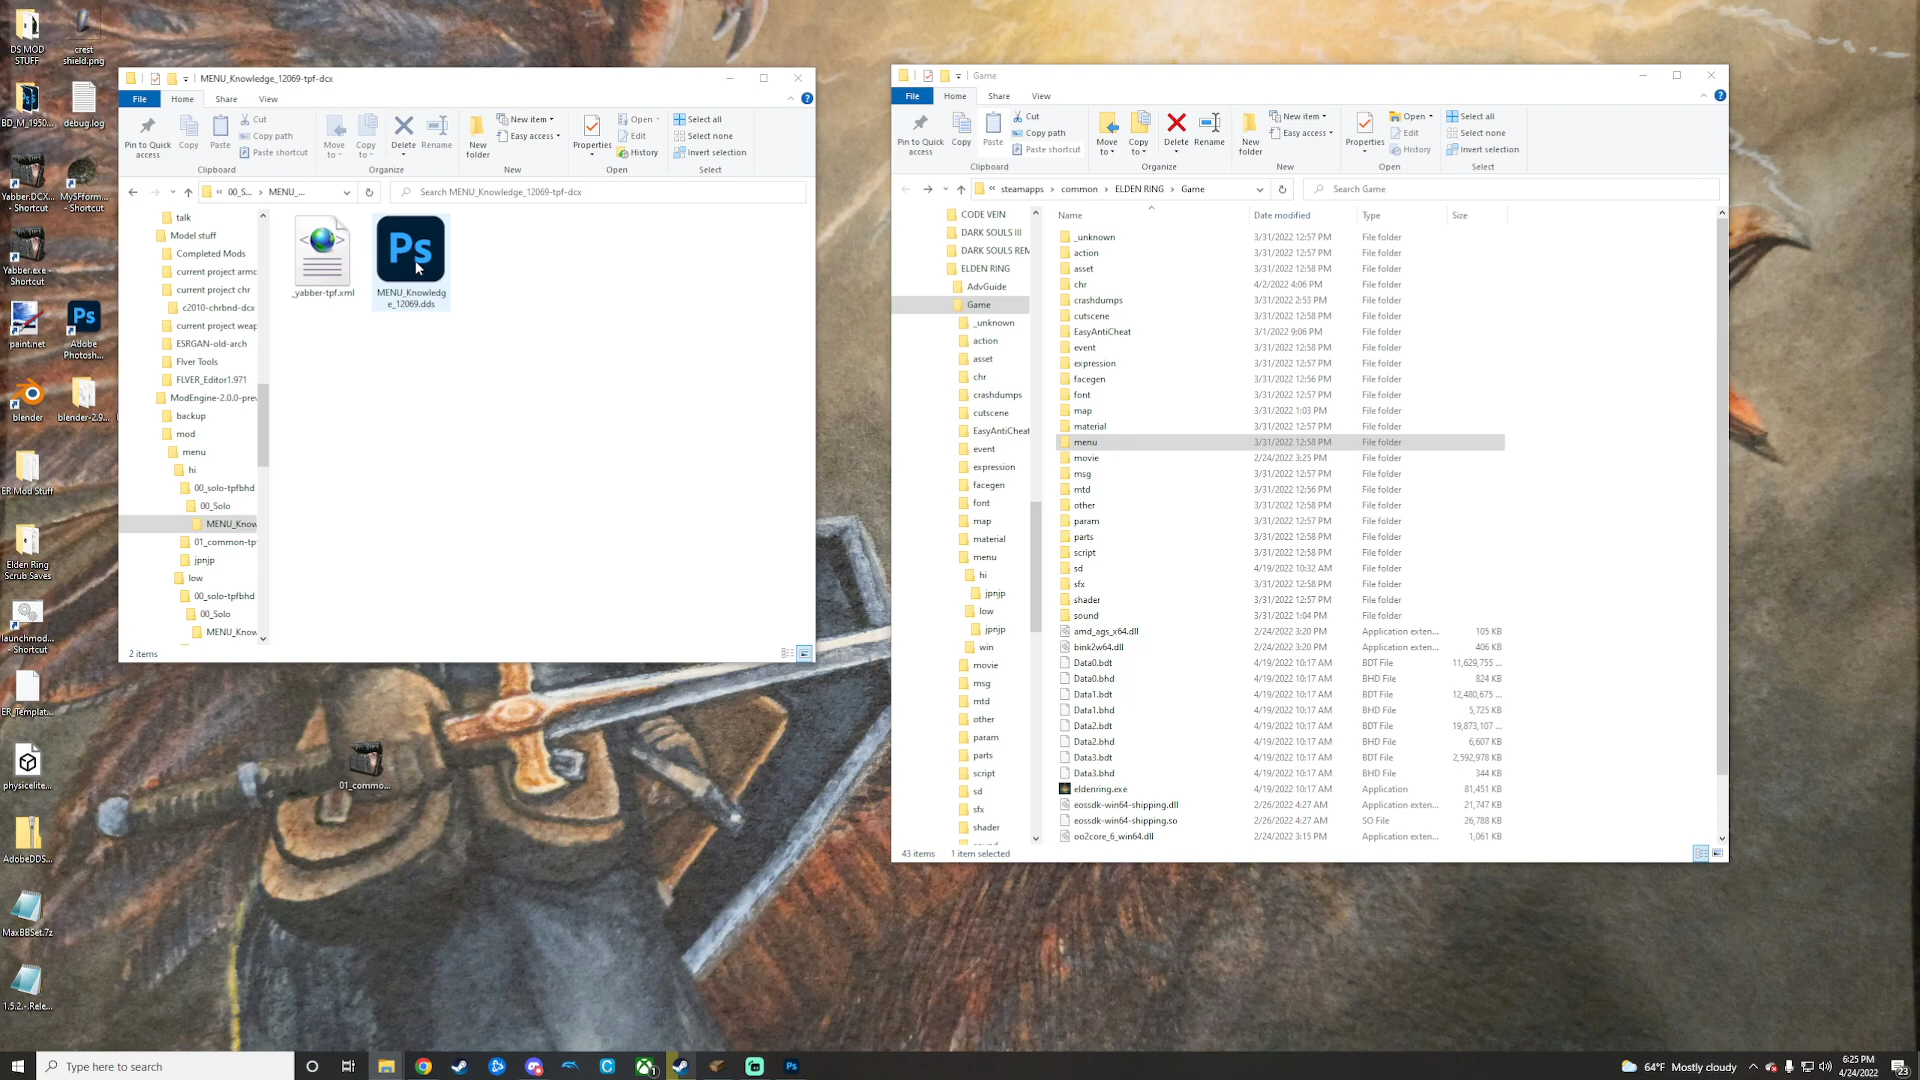 DS MOD
STUFF
crest
shield.png
BD_M_1950...
debug.log
Yabber.DCX...
- Shortcut
MySFform...
- Shortcut
Yabber.exe -
Shortcut
paint.net
Adobe
Photosh...
blender
blender-2.9...
ER Mod Stuff
Elden Ring
Scrub Saves
launchmod...
- Shortcut
ER_Templat...
physicelite...
AdobeDDS...
MaxBBSet.7z
1.5.2.-.Rele...
01_commo...
MENU_Knowledge_12069-tpf-dcx
File
Home
Share
View
Pin to Quick
access
Copy
Paste
Cut
Copy path
Paste shortcut
Clipboard
Move
to
Copy
to
Delete
Rename
Organize
New
folder
New item
Easy access
New
Properties
Open
Edit
History
Open
Select all
Select none
Invert selection
Select
« 00_S... › MENU_...
Search MENU_Knowledge_12069-tpf-dcx
talk
Model stuff
Completed Mods
current project armo
current project chr
c2010-chrbnd-dcx
current project weap
ESRGAN-old-arch
Flver Tools
FLVER_Editor1.971
ModEngine-2.0.0-prev
backup
mod
menu
hi
00_solo-tpfbhd
00_Solo
MENU_Know
01_common-tp
jpnjp
low
00_solo-tpfbhd
00_Solo
MENU_Know
_yabber-tpf.xml
Ps
MENU_Knowledg
e_12069.dds
2 items
Game
File
Home
Share
View
Pin to Quick
access
Copy
Paste
Cut
Copy path
Paste shortcut
Clipboard
Move
to
Copy
to
Delete
Rename
Organize
New
folder
New item
Easy access
New
Properties
Open
Edit
History
Open
Select all
Select none
Invert selection
Select
« steamapps › common › ELDEN RING › Game
Search Game
CODE VEIN
DARK SOULS III
DARK SOULS REM
ELDEN RING
AdvGuide
Game
_unknown
action
asset
chr
crashdumps
cutscene
EasyAntiCheat
event
expression
facegen
font
map
material
menu
hi
jpnjp
low
jpnjp
win
movie
msg
mtd
other
param
parts
script
sd
sfx
shader
Name Date modified Type Size
_unknown 3/31/2022 12:57 PM File folder
action 3/31/2022 12:57 PM File folder
asset 3/31/2022 12:58 PM File folder
chr 4/2/2022 4:06 PM File folder
crashdumps 3/31/2022 2:53 PM File folder
cutscene 3/31/2022 12:58 PM File folder
EasyAntiCheat 3/1/2022 9:06 PM File folder
event 3/31/2022 12:58 PM File folder
expression 3/31/2022 12:57 PM File folder
facegen 3/31/2022 12:56 PM File folder
font 3/31/2022 12:57 PM File folder
map 3/31/2022 1:03 PM File folder
material 3/31/2022 12:57 PM File folder
menu 3/31/2022 12:58 PM File folder
movie 2/24/2022 3:25 PM File folder
msg 3/31/2022 12:57 PM File folder
mtd 3/31/2022 12:56 PM File folder
other 3/31/2022 12:58 PM File folder
param 3/31/2022 12:57 PM File folder
parts 3/31/2022 12:58 PM File folder
script 3/31/2022 12:58 PM File folder
sd 4/19/2022 10:32 AM File folder
sfx 3/31/2022 12:58 PM File folder
shader 3/31/2022 12:57 PM File folder
sound 3/31/2022 1:04 PM File folder
amd_ags_x64.dll 2/24/2022 3:20 PM Application exten... 105 KB
bink2w64.dll 2/24/2022 3:20 PM Application exten... 406 KB
Data0.bdt 4/19/2022 10:17 AM BDT File 11,629,755 ...
Data0.bhd 4/19/2022 10:17 AM BHD File 824 KB
Data1.bdt 4/19/2022 10:17 AM BDT File 12,480,675 ...
Data1.bhd 4/19/2022 10:17 AM BHD File 5,725 KB
Data2.bdt 4/19/2022 10:17 AM BDT File 19,873,107 ...
Data2.bhd 4/19/2022 10:17 AM BHD File 6,607 KB
Data3.bdt 4/19/2022 10:17 AM BDT File 2,592,978 KB
Data3.bhd 4/19/2022 10:17 AM BHD File 344 KB
eldenring.exe 4/19/2022 10:17 AM Application 81,451 KB
eossdk-win64-shipping.dll 2/26/2022 4:27 AM Application exten... 21,747 KB
eossdk-win64-shipping.so 2/26/2022 4:27 AM SO File 26,788 KB
oo2core_6_win64.dll 2/24/2022 3:15 PM Application exten... 1,061 KB
43 items 1 item selected
Type here to search
64°F Mostly cloudy
6:25 PM
4/24/2022
23